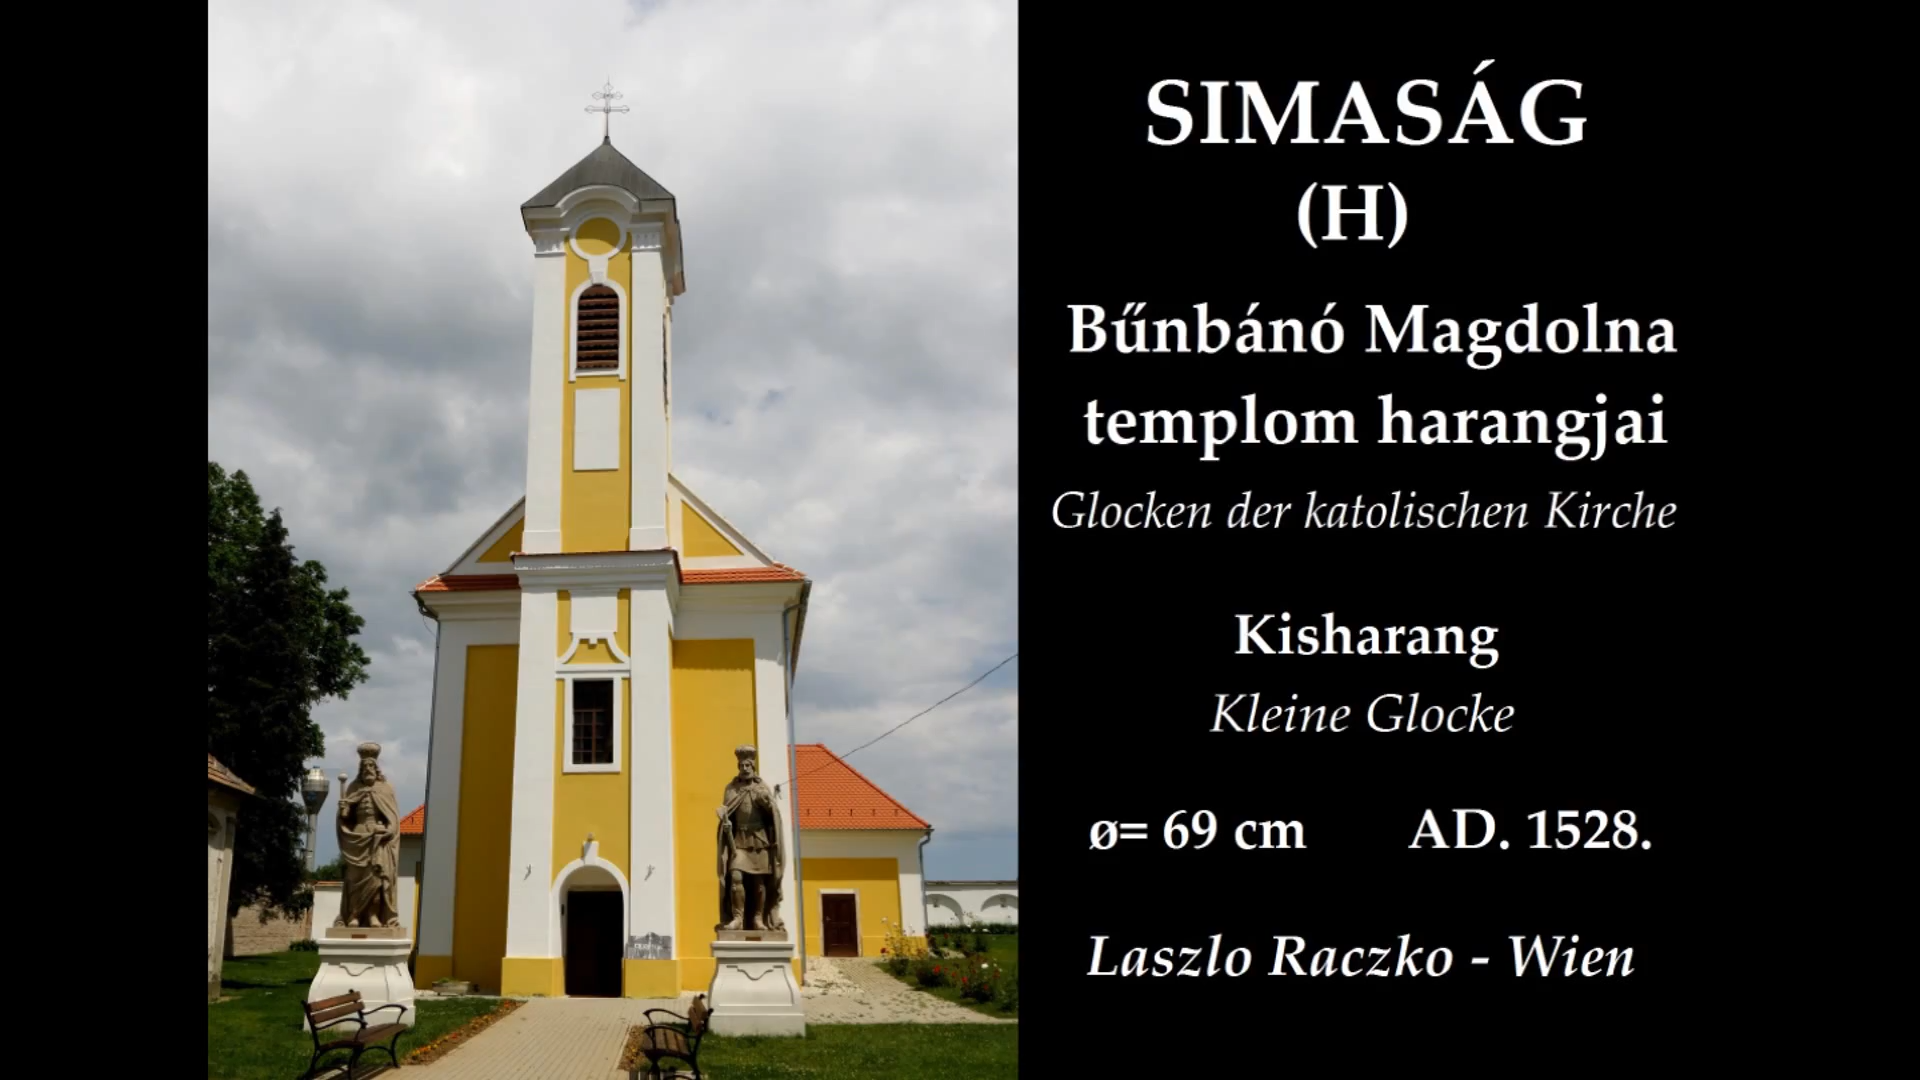 SIMASÁG
(H)
Bűnbánó Magdolna
templom harangjai
Glocken der katolischen Kirche
Kisharang
Kleine Glocke
ø= 69 cm AD. 1528.
Laszlo Raczko - Wien